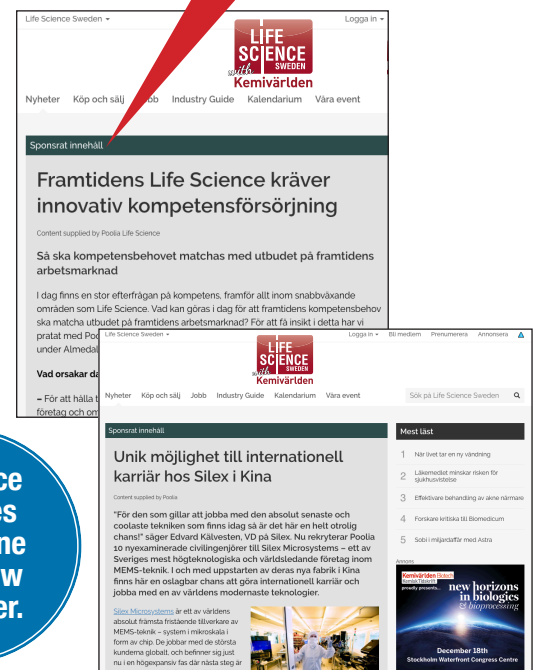 Life Science Sweden
Logga in
LIFE
SCIENCE
SWEDEN
with
Kemivärlden
Nyheter Köp och sälj Industry Guide Kalendarium Våra event
Sponsrat innehåll
Framtidens Life Science kräver
innovativ kompetensförsörjning
Content supplied by Poolia Life Science
Så ska kompetensbehovet matchas med utbudet på framtidens
arbetsmarknad
I dag finns en stor efterfrågan på kompetens, framför allt inom snabbväxande
områden som Life Science. Vad kan göras i dag för att framtidens kompetensbehov
ska matcha utbudet på framtidens arbetsmarknad? För att få insikt i detta har vi
pratat med
under
Vad orsakar
– För att hålla
företag och
Life Science Sweden
Logga in Bli medlem Prenumerera Annonsera
LIFE
SCIENCE
SWEDEN
with
Kemivärlden
Nyheter Köp och sälj Jobb Industry Guide Kalendarium Våra event
Sök på Life Science Sweden
Sponsrat innehåll
Unik möjlighet till internationell
karriär hos Silex i Kina
Content supplied by Poolia
"För den som gillar att jobba med den absolut senaste och
coolaste tekniken som finns idag så är det här en helt otrolig
chans!" säger Edvard Kälvesten, VD på Silex. Nu rekryterar Poolia
10 nyexaminerade civilingenjörer till Silex Microsystems – ett av
Sveriges mest högteknologiska och världsledande företag inom
MEMS-teknik. I och med uppstarten av deras nya fabrik i Kina
finns här en oslagbar chans att göra internationell karriär och
jobba med en av världens modernaste teknologier.
Silex Microsystems är ett av världens
absolut främsta fristående tillverkare av
MEMS-teknik – system i mikroskala i
form av chip. De jobbar med de största
kunderna globalt, och befinner sig just
nu i en högexpansiv fas där nästa steg är
Mest läst
1 När livet tar en ny vändning
2 Läkemedlet minskar risken för
sjukhusvistelse
3 Effektivare behandling av akne närmare
4 Forskare kritiska till Biomedicum
5 Sobi i miljardaffär med Astra
Annons
Kemivärlden Biotech
Kemisk Tidskrift
proudly presents...
new horizons
in biologics
& bioprocessing
December 18th
Stockholm Waterfront Congress Centre